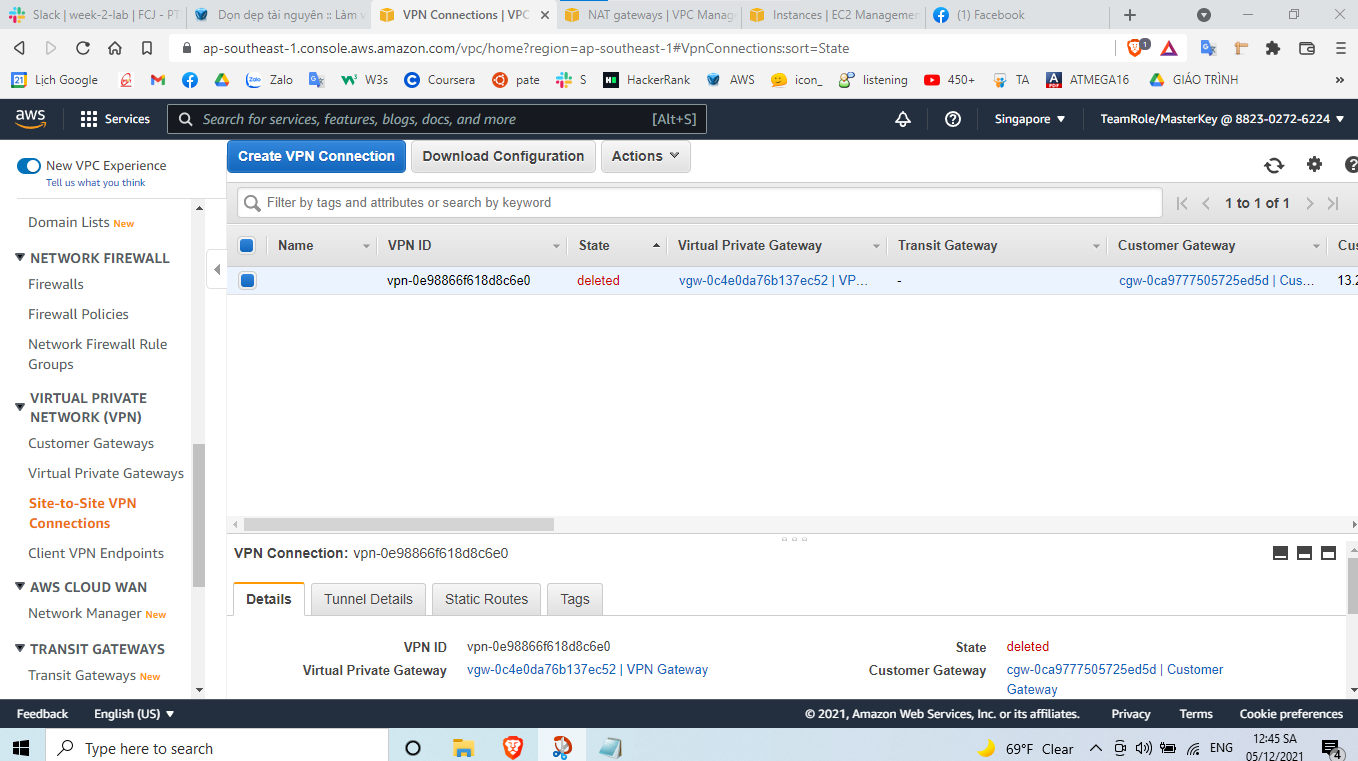 Slack | week-2-lab | FCJ - PT
Dọn dẹp tài nguyên :: Làm v
VPN Connections | VPC
NAT gateways | VPC Manag
Instances | EC2 Managemen
(1) Facebook
ap-southeast-1.console.aws.amazon.com/vpc/home?region=ap-southeast-1#VpnConnections:sort=State
1
21 Lịch Google
Zalo Zalo
W3s
Coursera
pate
S
HackerRank
AWS
icon_
listening
450+
TA
ATMEGA16
GIÁO TRÌNH
aws
Services
Search for services, features, blogs, docs, and more [Alt+S]
Singapore
TeamRole/MasterKey @ 8823-0272-6224
New VPC Experience
Tell us what you think
Domain Lists New
NETWORK FIREWALL
Firewalls
Firewall Policies
Network Firewall Rule
Groups
VIRTUAL PRIVATE
NETWORK (VPN)
Customer Gateways
Virtual Private Gateways
Site-to-Site VPN
Connections
Client VPN Endpoints
AWS CLOUD WAN
Network Manager New
TRANSIT GATEWAYS
Transit Gateways New
Create VPN Connection Download Configuration Actions
Filter by tags and attributes or search by keyword
1 to 1 of 1
Name VPN ID State Virtual Private Gateway Transit Gateway Customer Gateway Cus
vpn-0e98866f618d8c6e0 deleted vgw-0c4e0da76b137ec52 | VP... - cgw-0ca9777505725ed5d | Cus... 13.2
VPN Connection: vpn-0e98866f618d8c6e0
Details Tunnel Details Static Routes Tags
VPN ID vpn-0e98866f618d8c6e0 State deleted
Virtual Private Gateway vgw-0c4e0da76b137ec52 | VPN Gateway Customer Gateway cgw-0ca9777505725ed5d | Customer
Gateway
Feedback English (US) © 2021, Amazon Web Services, Inc. or its affiliates. Privacy Terms Cookie preferences
Type here to search
69°F Clear
ENG
12:45 SA
05/12/2021
4